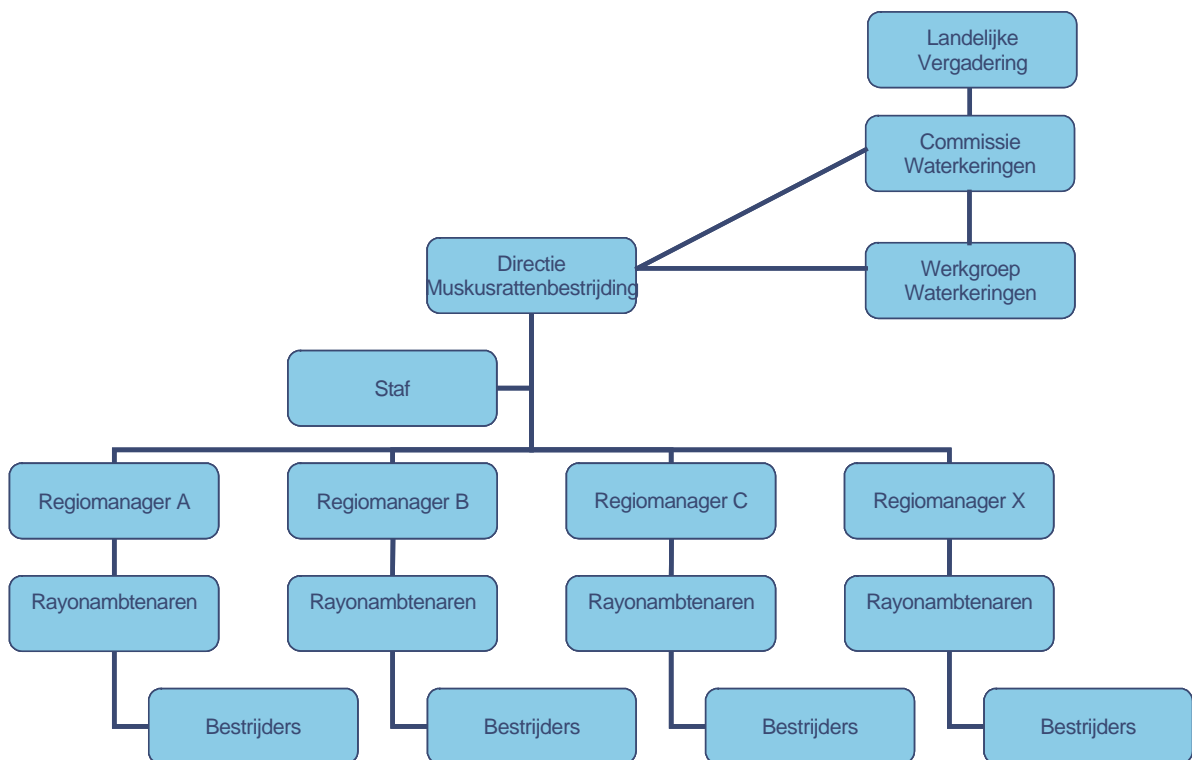 Landelijke
Vergadering
Commissie
Waterkeringen
Directie
Muskusrattenbestrijding
Werkgroep
Waterkeringen
Staf
Regiomanager A
Regiomanager B
Regiomanager C
Regiomanager X
Rayonambtenaren
Rayonambtenaren
Rayonambtenaren
Rayonambtenaren
Bestrijders
Bestrijders
Bestrijders
Bestrijders